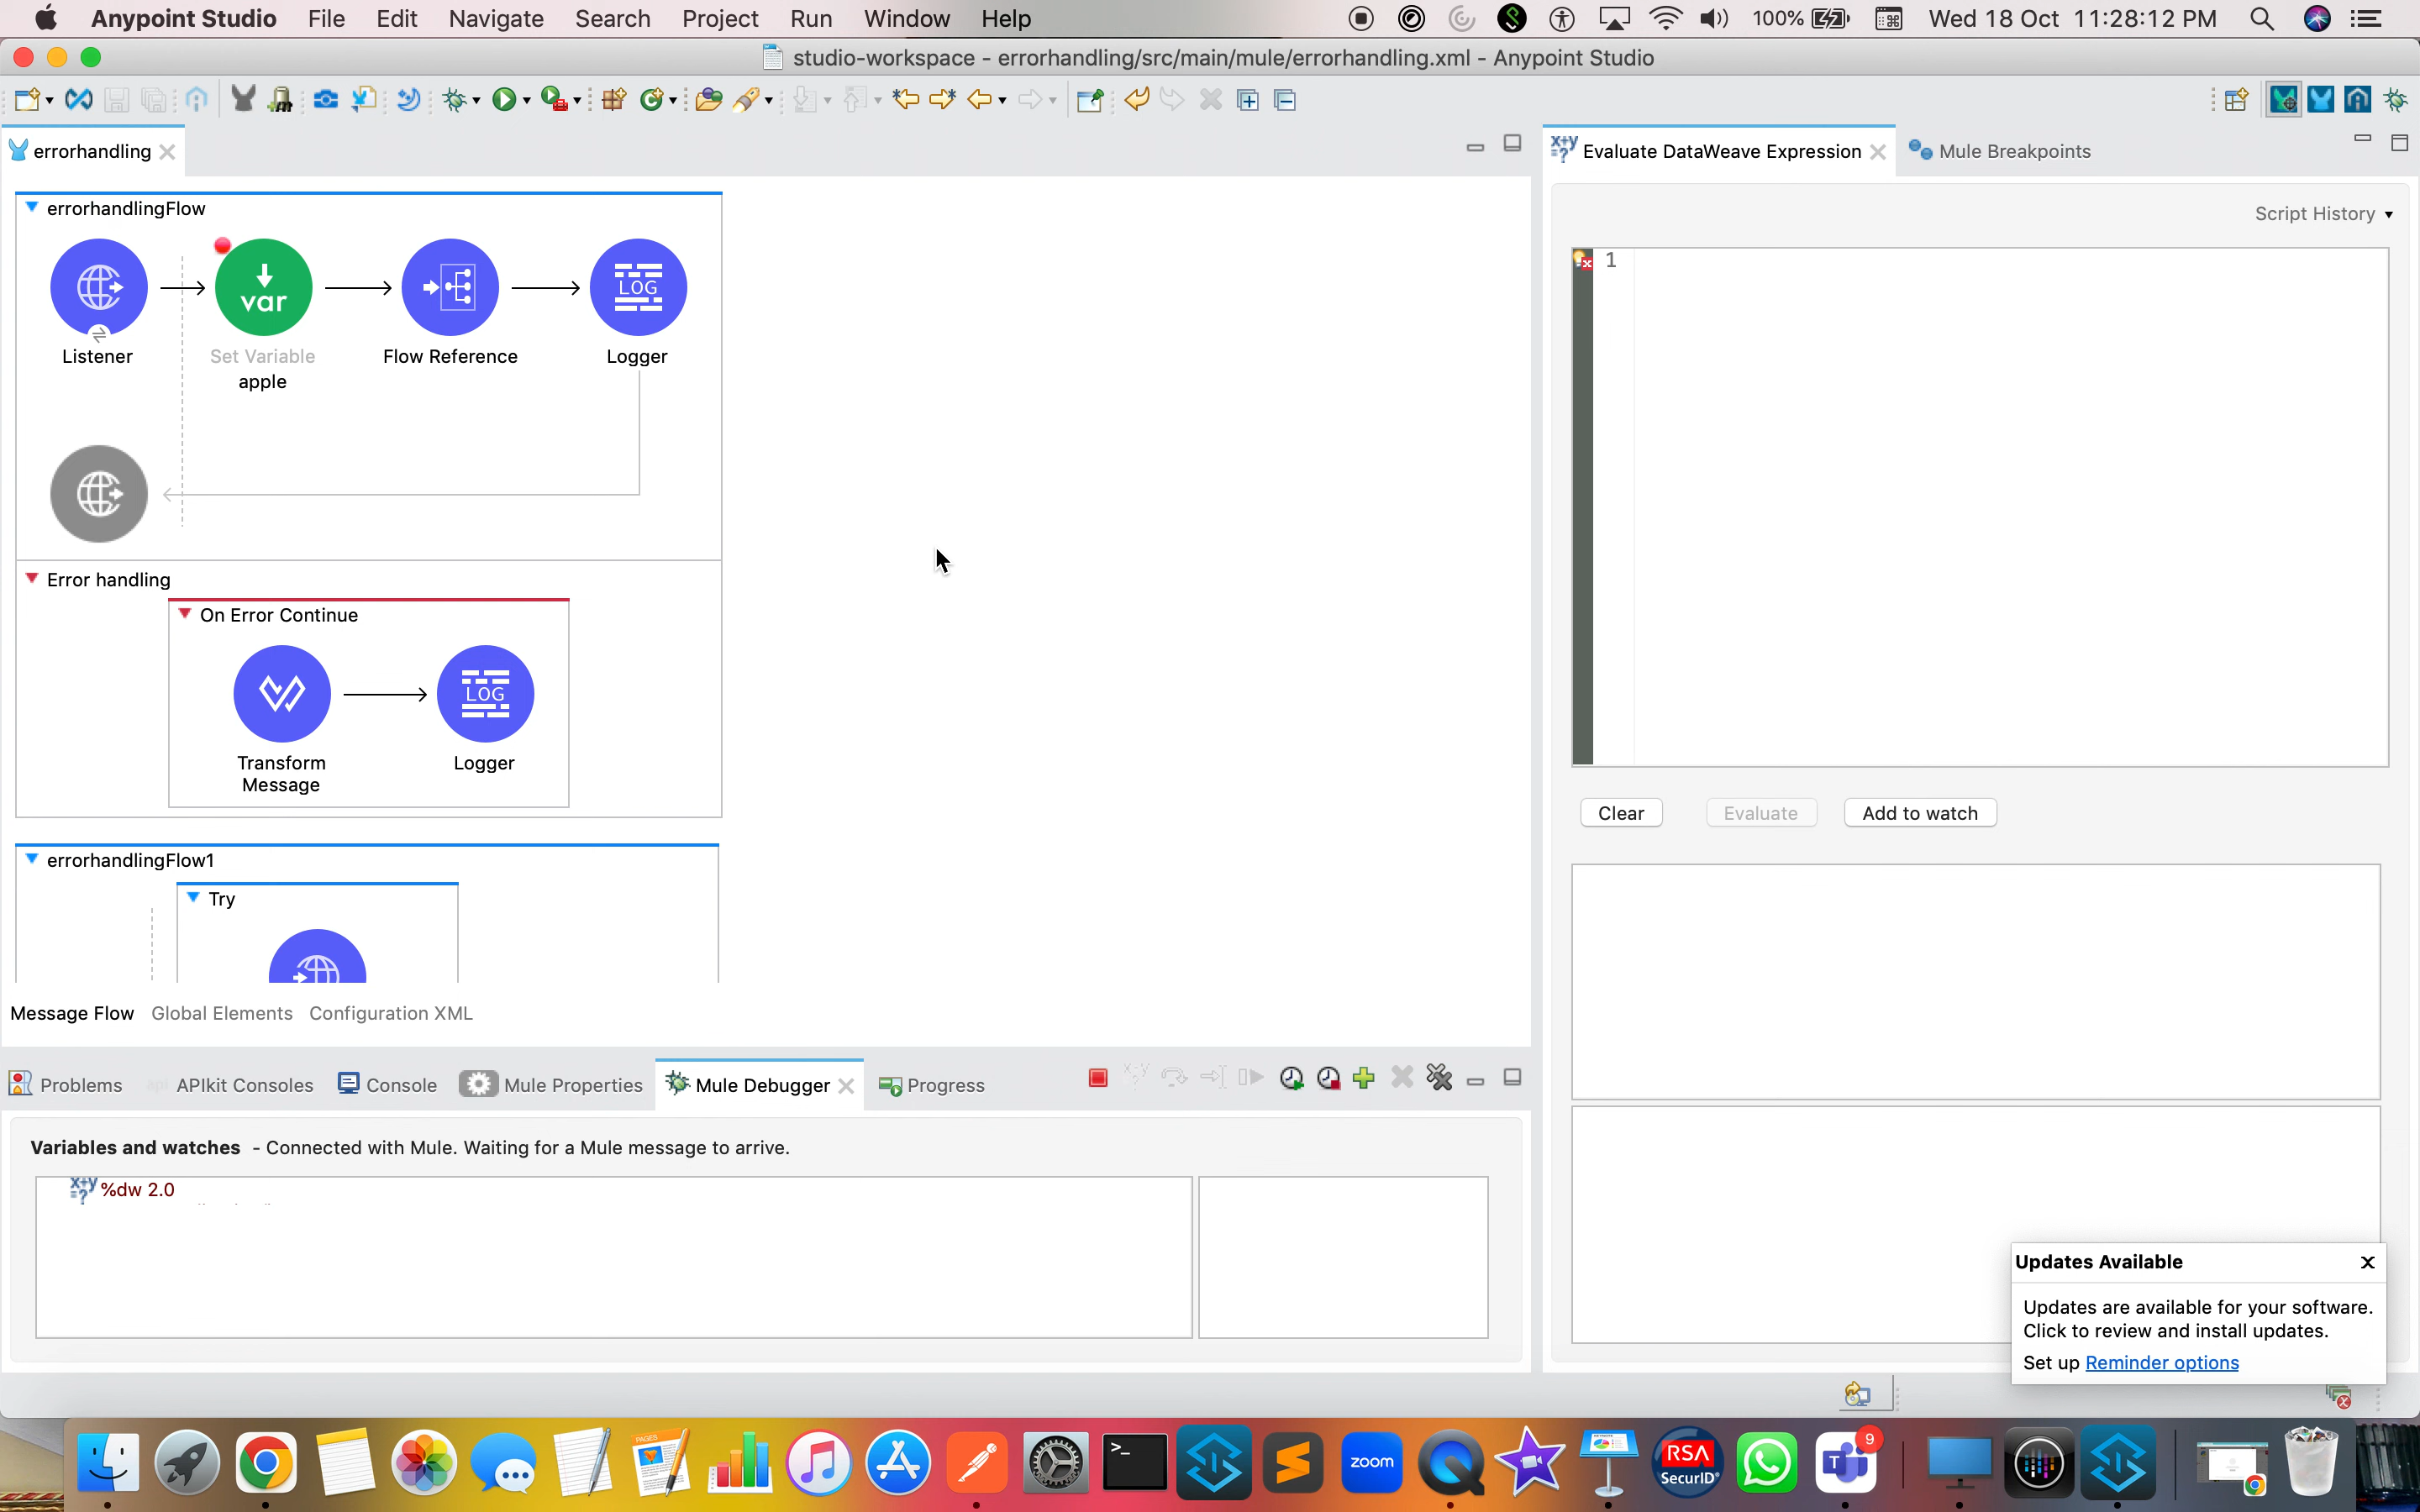 Anypoint Studio File Edit Navigate Search Project Run Window Help 100% Wed 18 Oct 11:28:12 PM
studio-workspace - errorhandling/src/main/mule/errorhandling.xml - Anypoint Studio
errorhandling
Evaluate DataWeave Expression Mule Breakpoints
errorhandlingFlow
Script History
1
var
LOG
Listener
Set Variable
apple
Flow Reference
Logger
Error handling
On Error Continue
LOG
Transform
Message
Logger
Clear Evaluate Add to watch
errorhandlingFlow1
Try
Message Flow Global Elements Configuration XML
Problems APIkit Consoles Console Mule Properties Mule Debugger Progress
Variables and watches - Connected with Mule. Waiting for a Mule message to arrive.
x+y
=? %dw 2.0
Updates Available
Updates are available for your software.
Click to review and install updates.
Set up Reminder options
PAGES
zoom
RSA
SecurID®
T
9